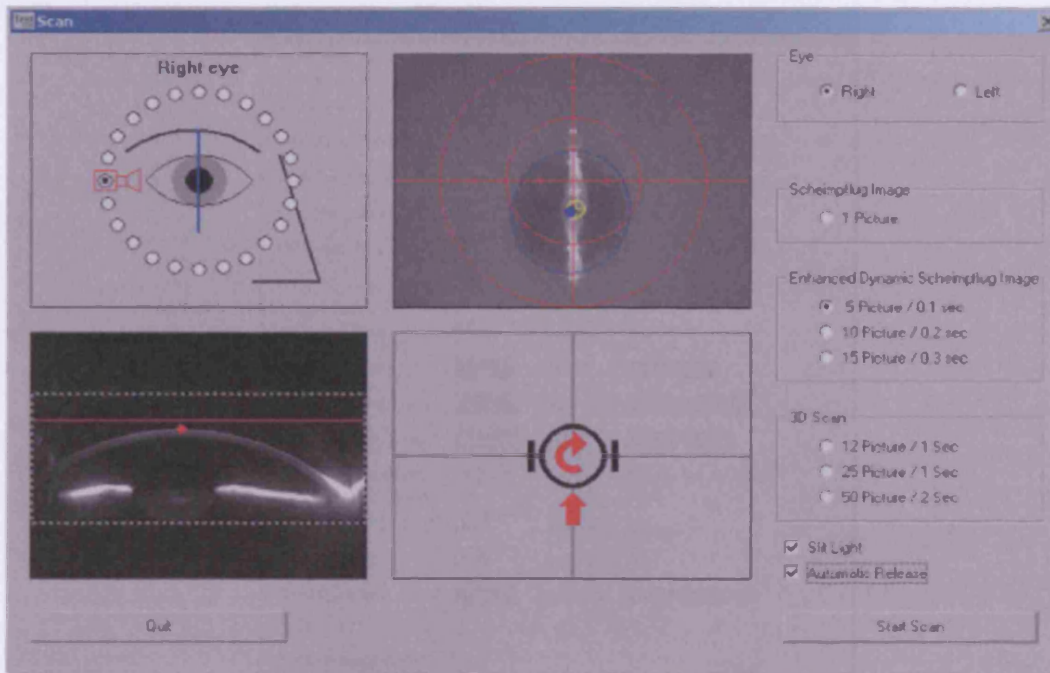 Scan
Right eye
Eye
Right
Left
Scheimpflug Image
1 Picture
Enhanced Dynamic Scheimpflug Image
5 Picture / 0.1 sec
10 Picture / 0.2 sec
15 Picture / 0.3 sec
3D Scan
12 Picture / 1 Sec
25 Picture / 1 Sec
50 Picture / 2 Sec
Slit Light
Automatic Release
Quit
Start Scan